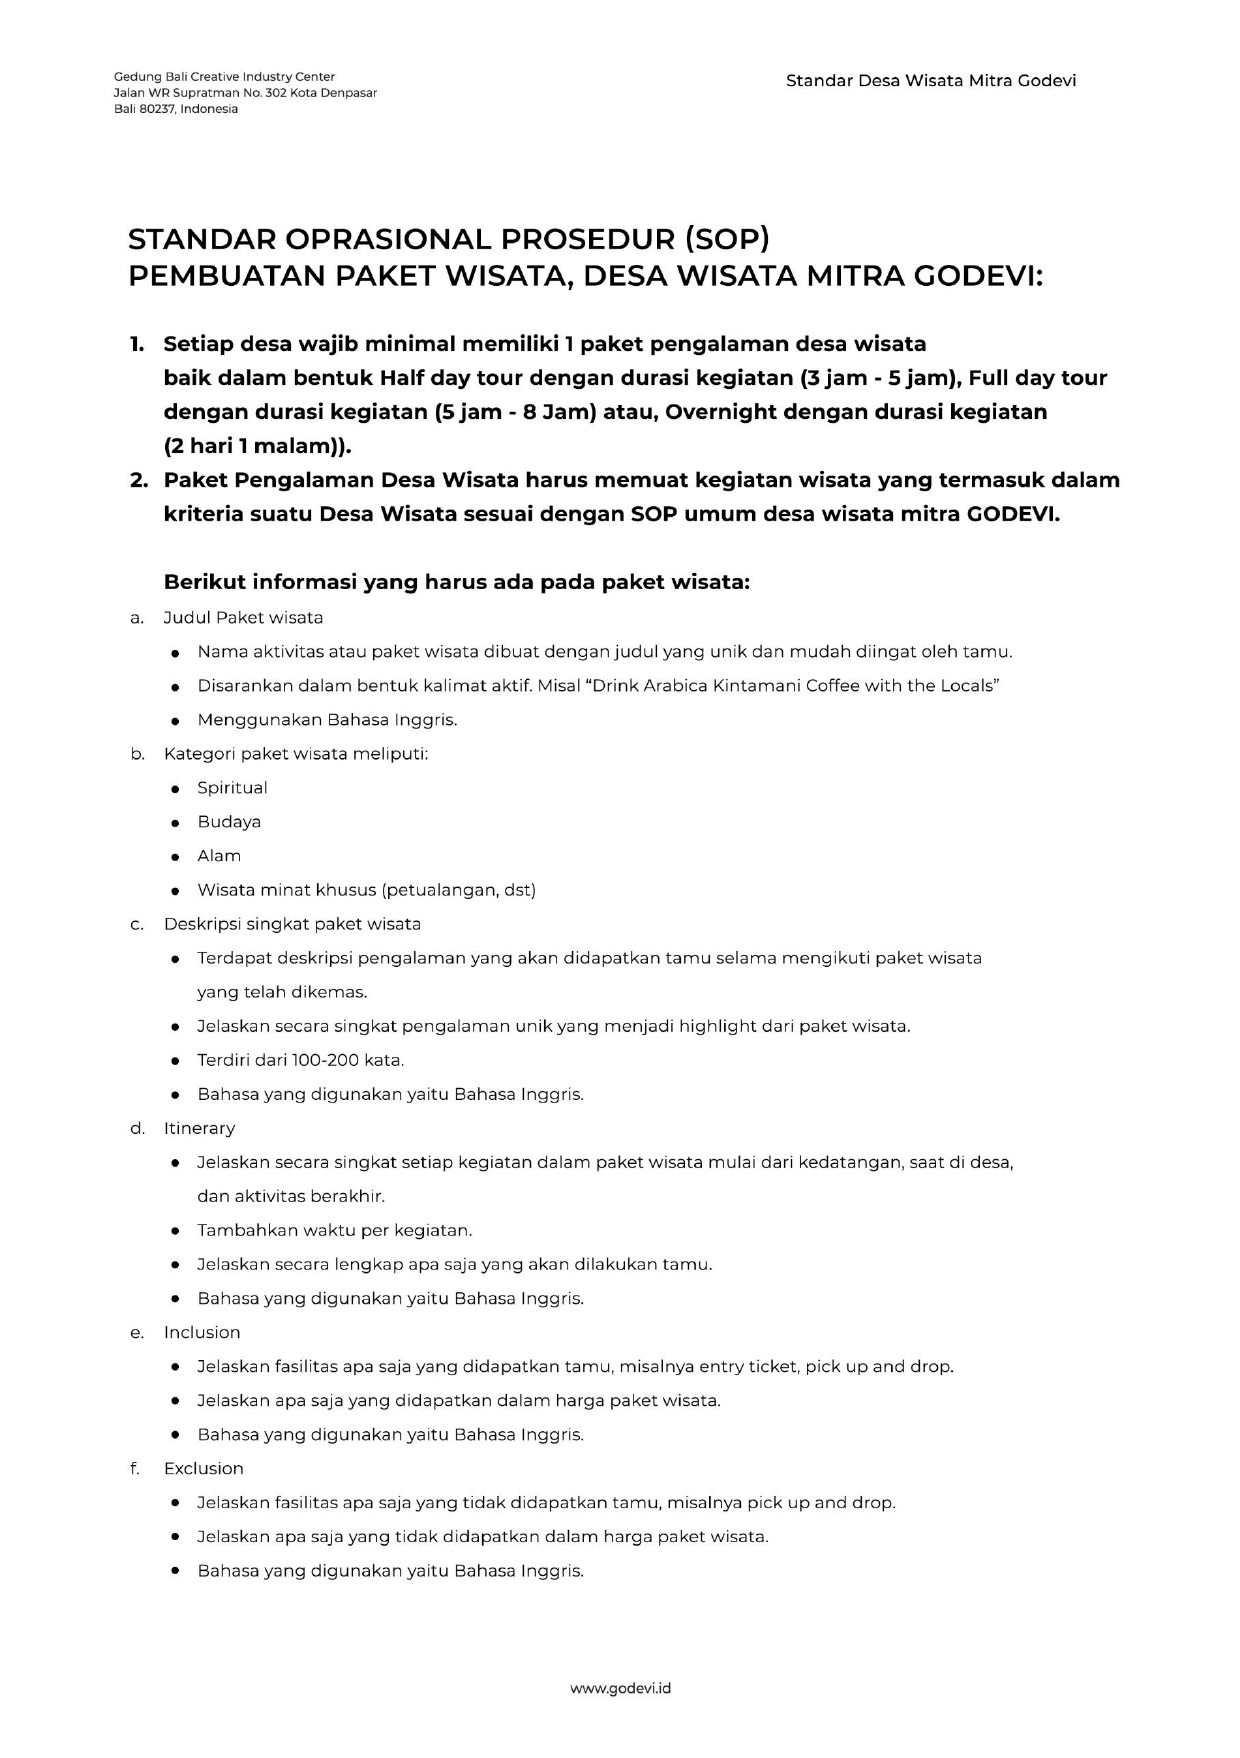 Gedung Bali Creative Industry Center
Jalan WR Supratman No. 302 Kota Denpasar
Bali 80237, Indonesia
Standar Desa Wisata Mitra Godevi
STANDAR OPRASIONAL PROSEDUR (SOP)
PEMBUATAN PAKET WISATA, DESA WISATA MITRA GODEVI:
1. Setiap desa wajib minimal memiliki 1 paket pengalaman desa wisata
baik dalam bentuk Half day tour dengan durasi kegiatan (3 jam - 5 jam), Full day tour
dengan durasi kegiatan (5 jam - 8 Jam) atau, Overnight dengan durasi kegiatan
(2 hari 1 malam)).
2. Paket Pengalaman Desa Wisata harus memuat kegiatan wisata yang termasuk dalam
kriteria suatu Desa Wisata sesuai dengan SOP umum desa wisata mitra GODEVI.
Berikut informasi yang harus ada pada paket wisata:
a. Judul Paket wisata
● Nama aktivitas atau paket wisata dibuat dengan judul yang unik dan mudah diingat oleh tamu.
● Disarankan dalam bentuk kalimat aktif. Misal “Drink Arabica Kintamani Coffee with the Locals”
● Menggunakan Bahasa Inggris.
b. Kategori paket wisata meliputi:
● Spiritual
● Budaya
● Alam
● Wisata minat khusus (petualangan, dst)
c. Deskripsi singkat paket wisata
● Terdapat deskripsi pengalaman yang akan didapatkan tamu selama mengikuti paket wisata
yang telah dikemas.
● Jelaskan secara singkat pengalaman unik yang menjadi highlight dari paket wisata.
● Terdiri dari 100-200 kata.
● Bahasa yang digunakan yaitu Bahasa Inggris.
d. Itinerary
● Jelaskan secara singkat setiap kegiatan dalam paket wisata mulai dari kedatangan, saat di desa,
dan aktivitas berakhir.
● Tambahkan waktu per kegiatan.
● Jelaskan secara lengkap apa saja yang akan dilakukan tamu.
● Bahasa yang digunakan yaitu Bahasa Inggris.
e. Inclusion
● Jelaskan fasilitas apa saja yang didapatkan tamu, misalnya entry ticket, pick up and drop.
● Jelaskan apa saja yang didapatkan dalam harga paket wisata.
● Bahasa yang digunakan yaitu Bahasa Inggris.
f. Exclusion
● Jelaskan fasilitas apa saja yang tidak didapatkan tamu, misalnya pick up and drop.
● Jelaskan apa saja yang tidak didapatkan dalam harga paket wisata.
● Bahasa yang digunakan yaitu Bahasa Inggris.
www.godevi.id